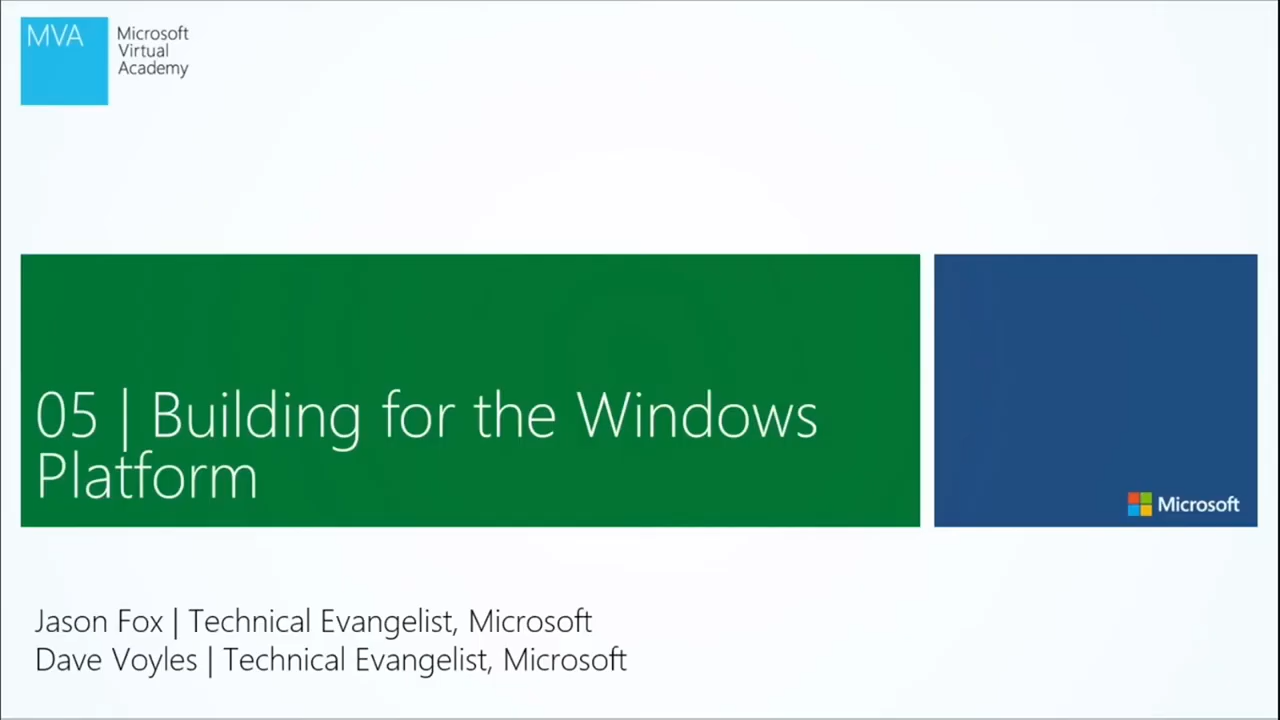 MVA
Microsoft
Virtual
Academy
05 | Building for the Windows
Platform
Microsoft
Jason Fox | Technical Evangelist, Microsoft
Dave Voyles | Technical Evangelist, Microsoft